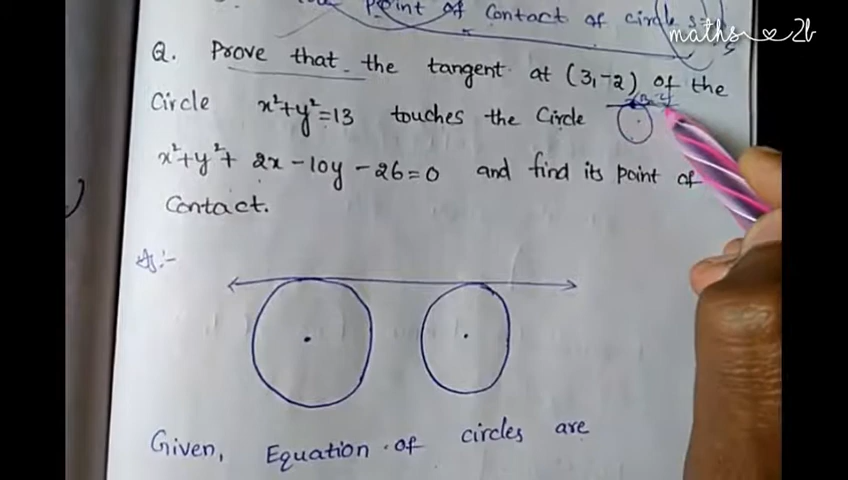 Point of Contact of circles
maths 2b
Q. Prove that the tangent at (3,-2) of the
Circle x²+y²=13 touches the Circle
x²+y²+ 2x -10y -26=0 and find its point of
Contact.
Given, Equation of circles are